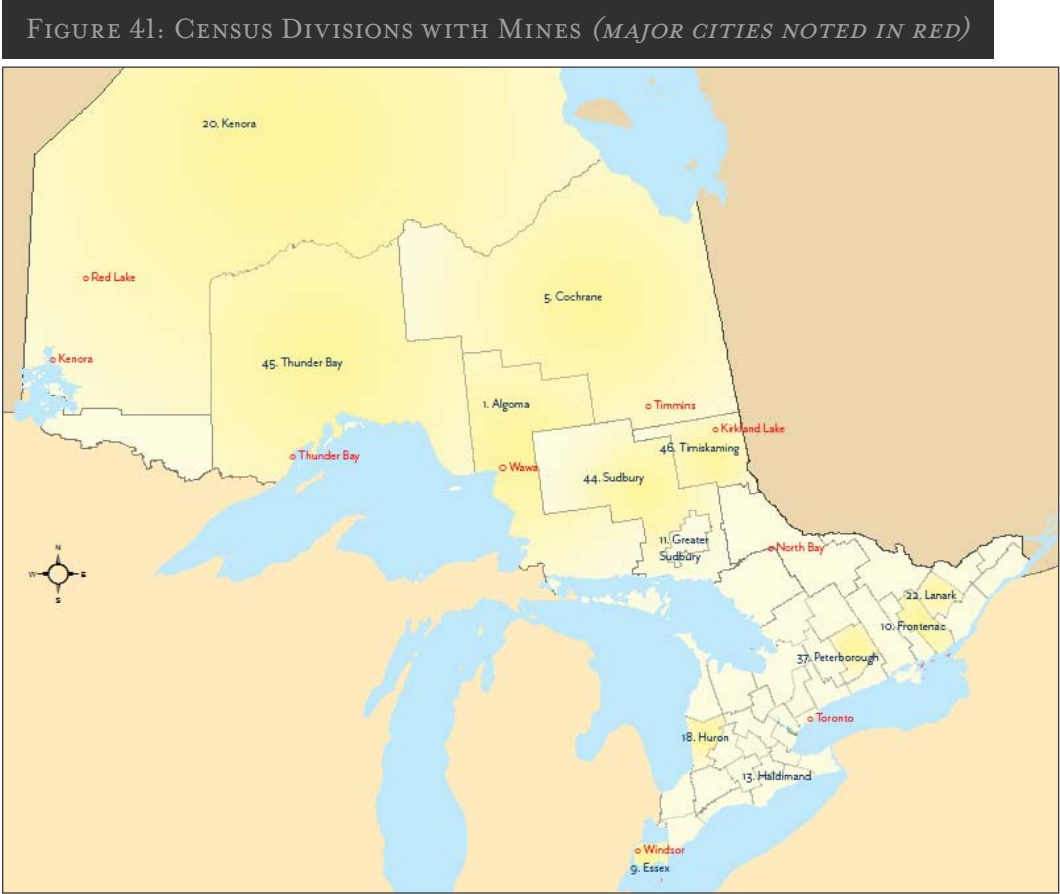 FIGURE 41: CENSUS DIVISIONS WITH MINES (MAJOR CITIES NOTED IN RED)
20. Kenora
Red Lake
5. Cochrane
Kenora
45. Thunder Bay
1. Algoma
Timmins
Kirkland Lake
46. Timiskaming
Thunder Bay
Wawa
44. Sudbury
11. Greater
Sudbury
North Bay
N
W E
S
22. Lanark
10. Frontenac
37. Peterborough
Toronto
18. Huron
13. Haldimand
Windsor
9. Essex